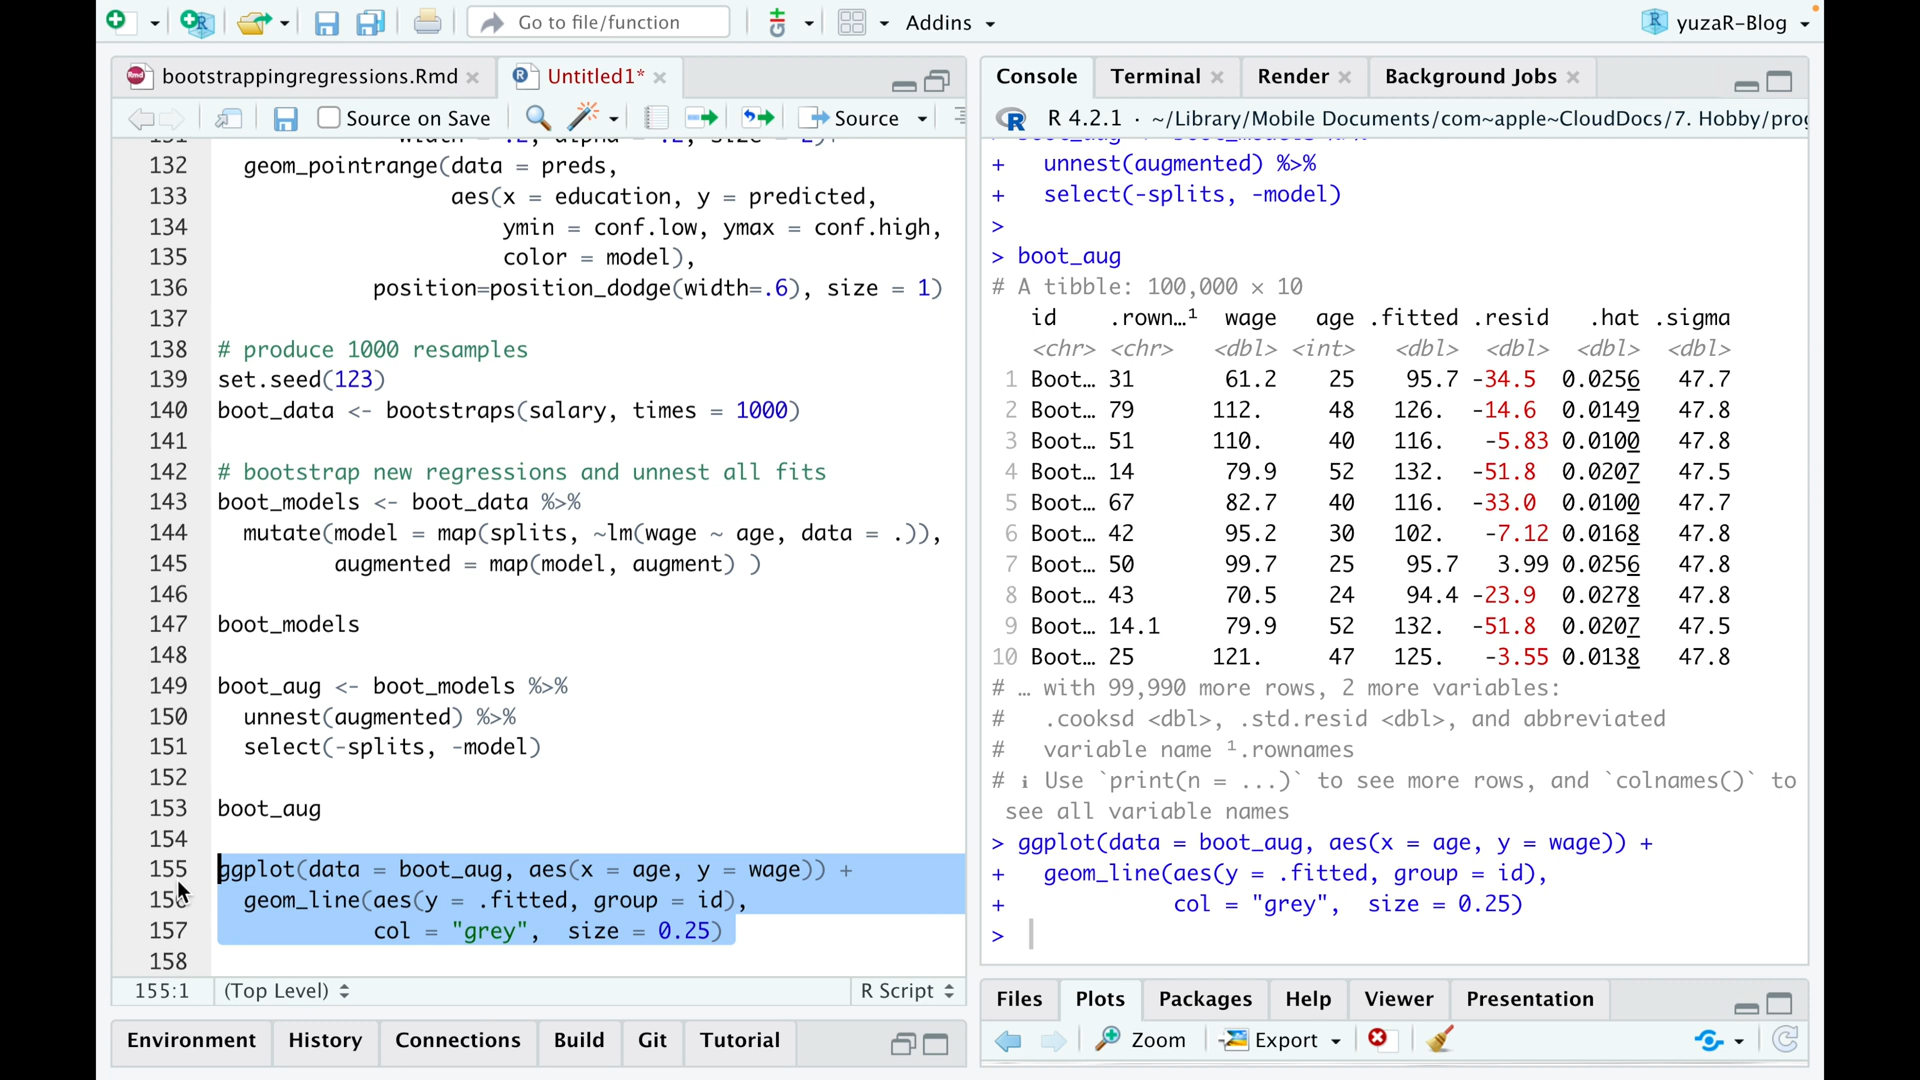 Go to file/function
Addins
yuzaR-Blog
bootstrappingregressions.Rmd
Untitled1*
Source on Save
Source
132 geom_pointrange(data = preds,
133 aes(x = education, y = predicted,
134 ymin = conf.low, ymax = conf.high,
135 color = model),
136 position=position_dodge(width=.6), size = 1)
137
138 # produce 1000 resamples
139 set.seed(123)
140 boot_data <- bootstraps(salary, times = 1000)
141
142 # bootstrap new regressions and unnest all fits
143 boot_models <- boot_data %>%
144 mutate(model = map(splits, ~lm(wage ~ age, data = .)),
145 augmented = map(model, augment) )
146
147 boot_models
148
149 boot_aug <- boot_models %>%
150 unnest(augmented) %>%
151 select(-splits, -model)
152
153 boot_aug
154
155 ggplot(data = boot_aug, aes(x = age, y = wage)) +
156 geom_line(aes(y = .fitted, group = id),
157 col = "grey", size = 0.25)
158
155:1 (Top Level) R Script
Environment History Connections Build Git Tutorial
Console Terminal Render Background Jobs
R 4.2.1 · ~/Library/Mobile Documents/com~apple~CloudDocs/7. Hobby/prog
+ unnest(augmented) %>%
+ select(-splits, -model)
>
> boot_aug
# A tibble: 100,000 × 10
id .rown…¹ wage age .fitted .resid .hat .sigma
<chr> <chr> <dbl> <int> <dbl> <dbl> <dbl> <dbl>
1 Boot… 31 61.2 25 95.7 -34.5 0.0256 47.7
2 Boot… 79 112. 48 126. -14.6 0.0149 47.8
3 Boot… 51 110. 40 116. -5.83 0.0100 47.8
4 Boot… 14 79.9 52 132. -51.8 0.0207 47.5
5 Boot… 67 82.7 40 116. -33.0 0.0100 47.7
6 Boot… 42 95.2 30 102. -7.12 0.0168 47.8
7 Boot… 50 99.7 25 95.7 3.99 0.0256 47.8
8 Boot… 43 70.5 24 94.4 -23.9 0.0278 47.8
9 Boot… 14.1 79.9 52 132. -51.8 0.0207 47.5
10 Boot… 25 121. 47 125. -3.55 0.0138 47.8
# … with 99,990 more rows, 2 more variables:
# .cooksd <dbl>, .std.resid <dbl>, and abbreviated
# variable name ¹.rownames
# ℹ Use `print(n = ...)` to see more rows, and `colnames()` to
see all variable names
> ggplot(data = boot_aug, aes(x = age, y = wage)) +
+ geom_line(aes(y = .fitted, group = id),
+ col = "grey", size = 0.25)
>
Files Plots Packages Help Viewer Presentation
Zoom Export